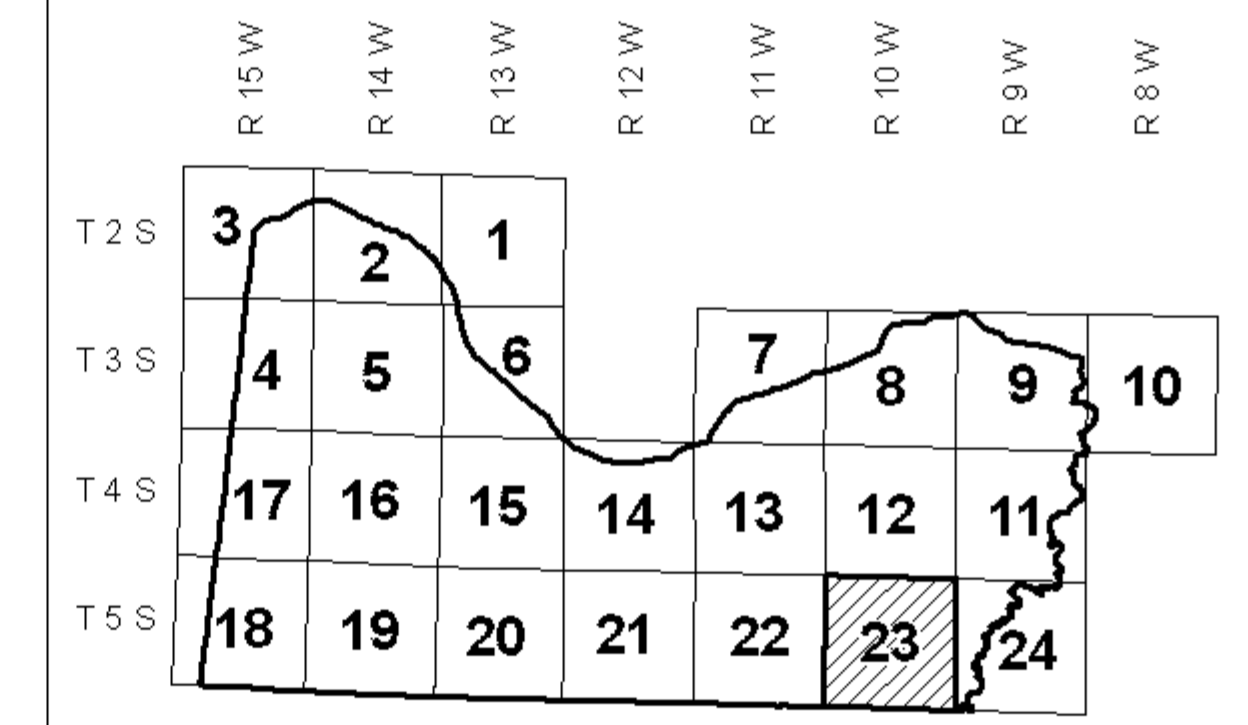 R 15 W R 14 W R 13 W R 12 W R 11 W R 10 W R 9 W R 8 W
T 2 S 3 2 1
T 3 S 4 5 6 7 8 9 10
T 4 S 17 16 15 14 13 12 11
T 5 S 18 19 20 21 22 23 24